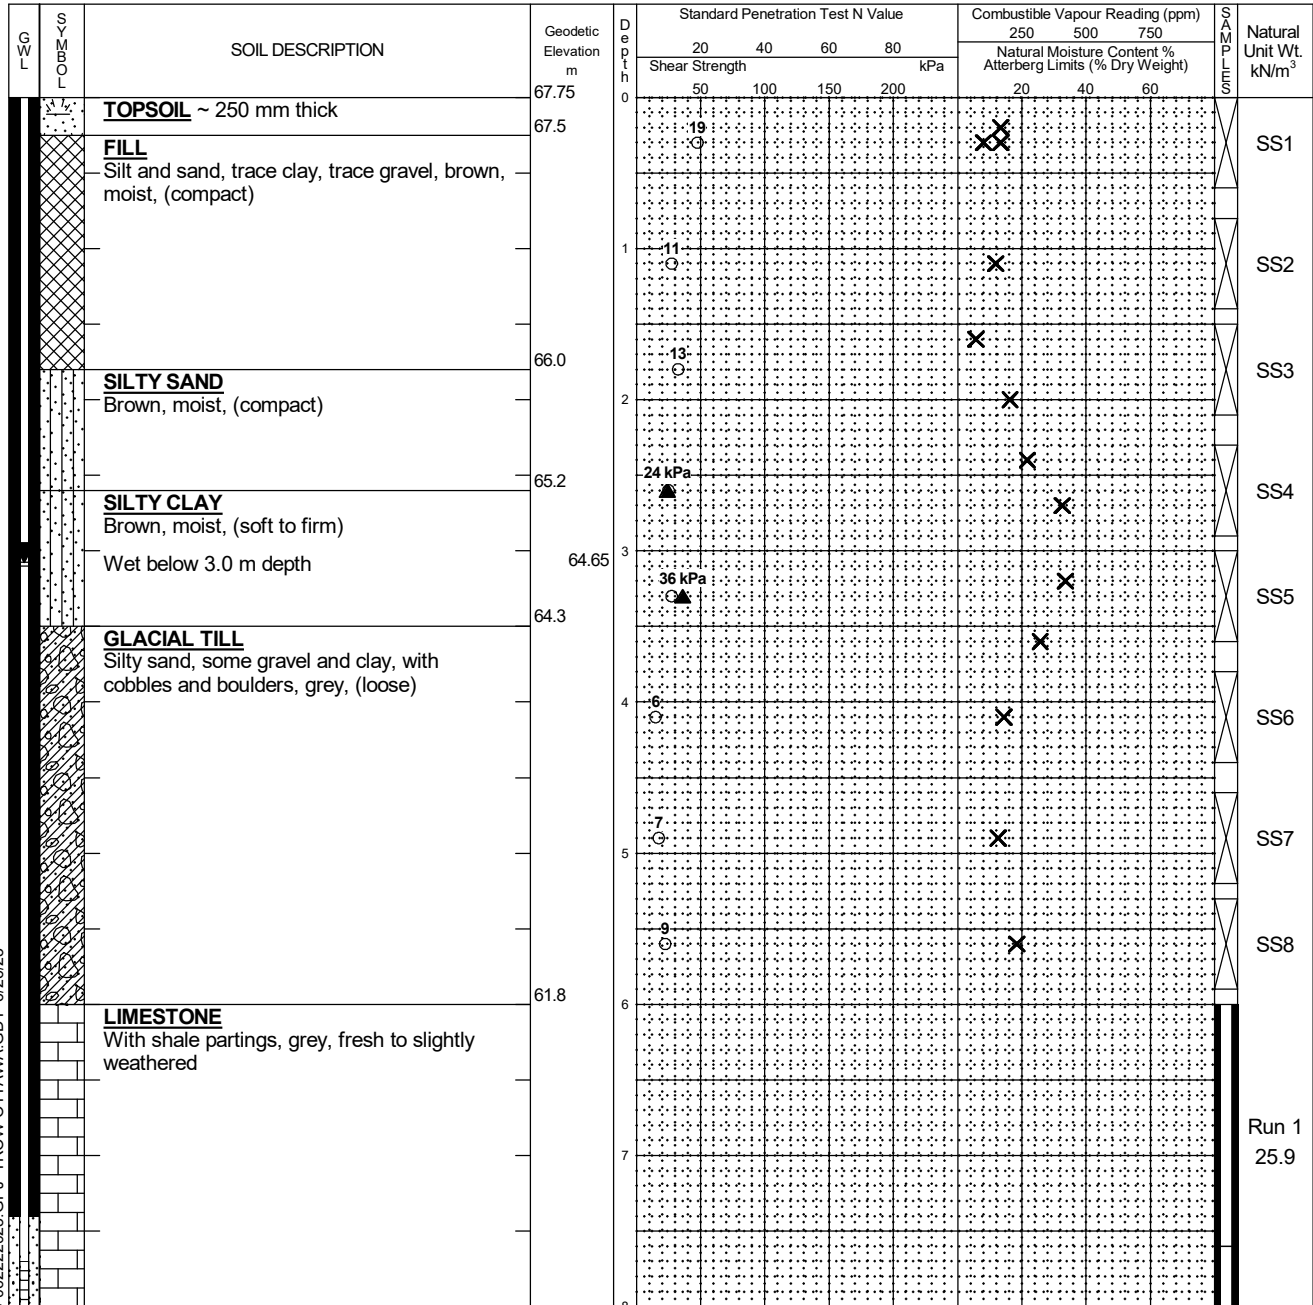 GWL
SYMBOL
SOIL DESCRIPTION
Geodetic
Elevation
m
Depth
Standard Penetration Test N Value
20 40 60 80
Shear Strength kPa
50 100 150 200
Combustible Vapour Reading (ppm)
250 500 750
Natural Moisture Content %
Atterberg Limits (% Dry Weight)
20 40 60
SAMPLES
Natural
Unit Wt.
kN/m³
67.75
0
TOPSOIL ~ 250 mm thick
67.5
19
SS1
FILL
Silt and sand, trace clay, trace gravel, brown,
moist, (compact)
1
11
SS2
66.0
13
SS3
SILTY SAND
Brown, moist, (compact)
2
65.2
24 kPa
SS4
SILTY CLAY
Brown, moist, (soft to firm)
Wet below 3.0 m depth
64.65
3
36 kPa
SS5
64.3
GLACIAL TILL
Silty sand, some gravel and clay, with
cobbles and boulders, grey, (loose)
4
6
SS6
7
SS7
5
9
SS8
61.8
6
LIMESTONE
With shale partings, grey, fresh to slightly
weathered
7
Run 1
25.9